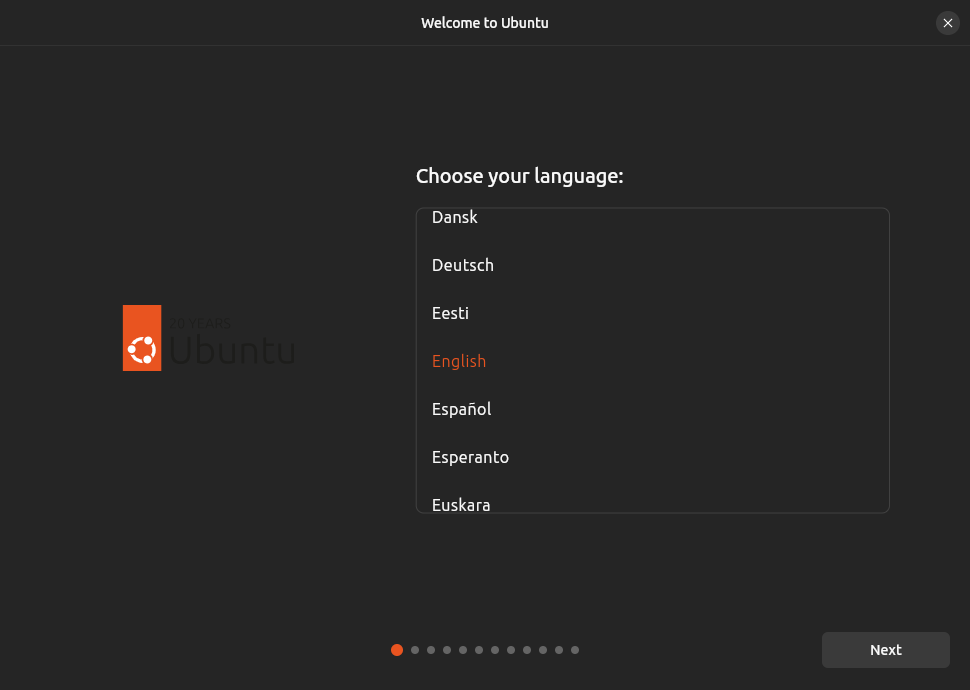 Welcome to Ubuntu
Choose your language:
Dansk
Deutsch
Eesti
English
Español
Esperanto
Euskara
20 YEARS
Ubuntu
Next